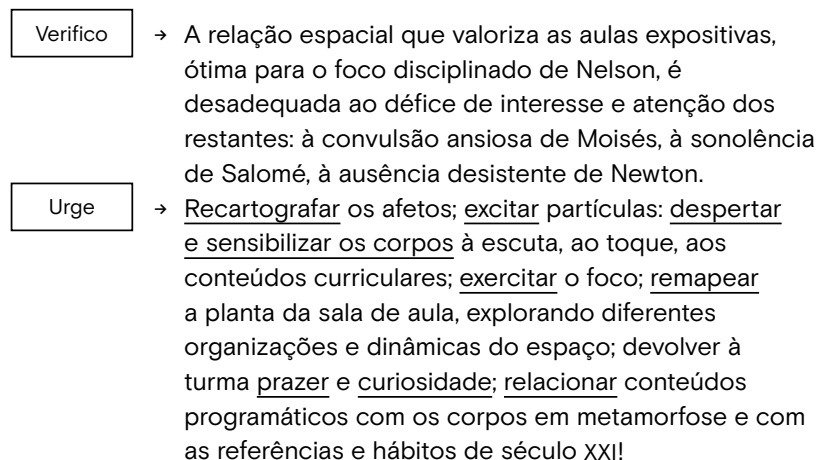 Verifico → A relação espacial que valoriza as aulas expositivas,
ótima para o foco disciplinado de Nelson, é
desadequada ao défice de interesse e atenção dos
restantes: à convulsão ansiosa de Moisés, à sonolência
de Salomé, à ausência desistente de Newton.
Urge → Recartografar os afetos; excitar partículas: despertar
e sensibilizar os corpos à escuta, ao toque, aos
conteúdos curriculares; exercitar o foco; remapear
a planta da sala de aula, explorando diferentes
organizações e dinâmicas do espaço; devolver à
turma prazer e curiosidade; relacionar conteúdos
programáticos com os corpos em metamorfose e com
as referências e hábitos de século XXI!